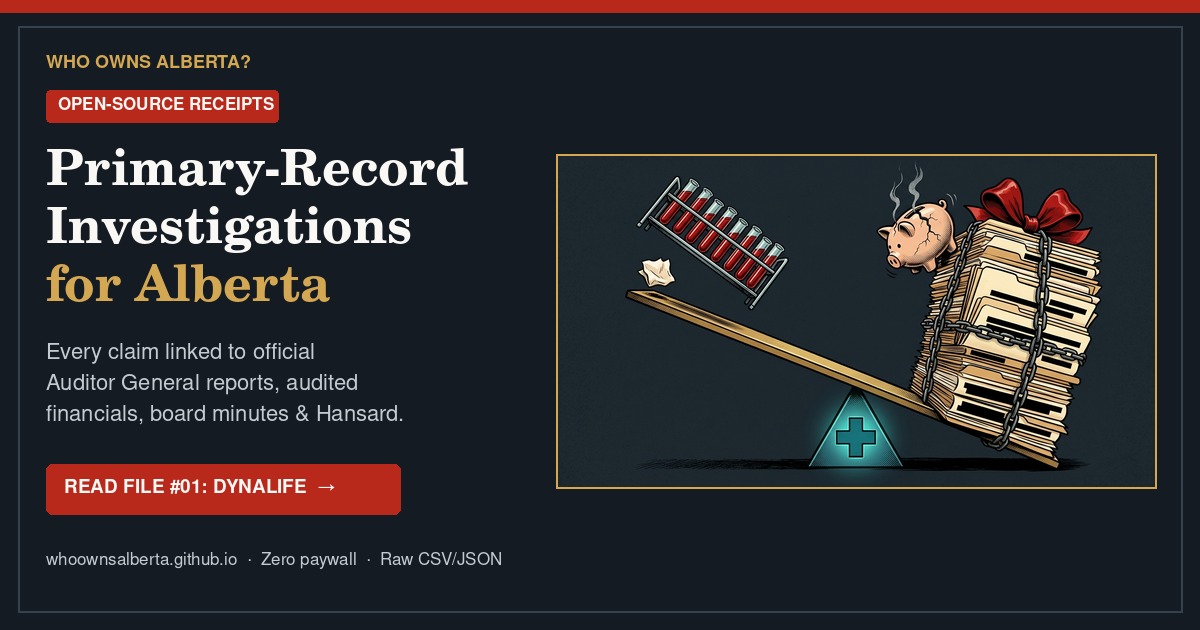 WHO OWNS ALBERTA?
OPEN-SOURCE RECEIPTS
Primary-Record
Investigations
for Alberta
Every claim linked to official
Auditor General reports, audited
financials, board minutes & Hansard.
READ FILE #01: DYNALIFE →
whoownsalberta.github.io · Zero paywall · Raw CSV/JSON